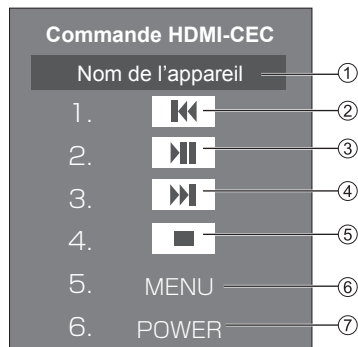 Commande HDMI-CEC
Nom de l'appareil ①
1. ②
2. ③
3. ④
4. ⑤
5. MENU ⑥
6. POWER ⑦